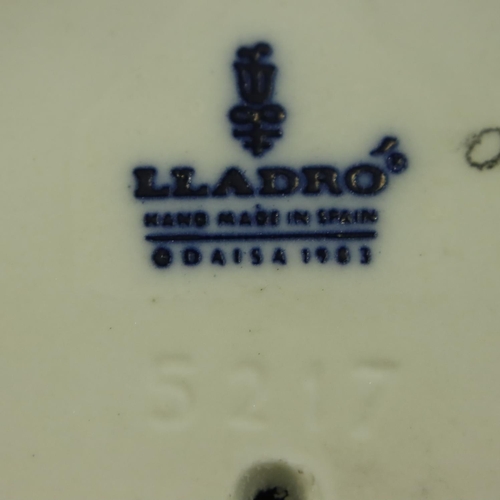 LLADRÓ®
HAND MADE IN SPAIN
© DAISA 1983
5217